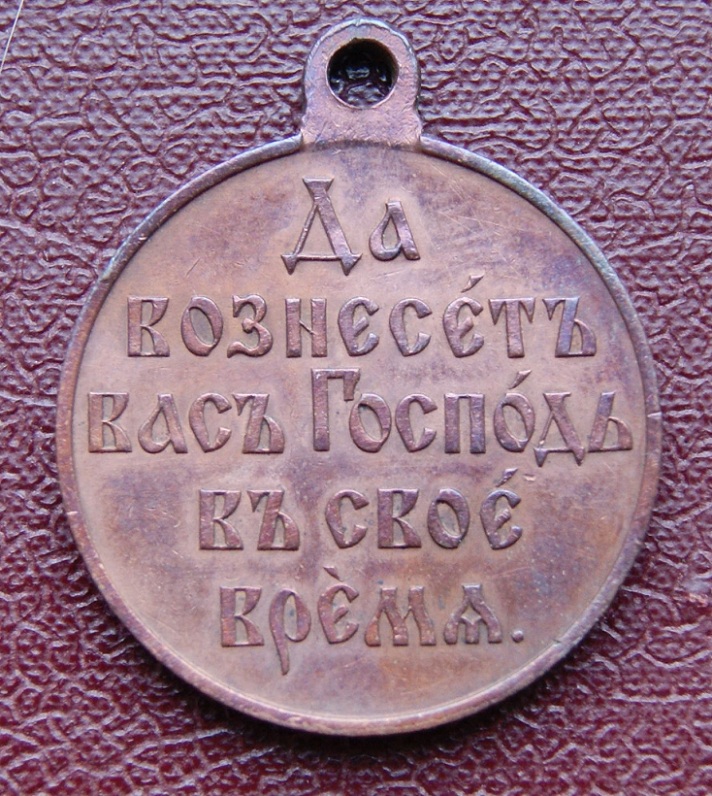 Да
вознесе́тъ
васъ Госпо́дь
въ свое́
врѐмѧ.